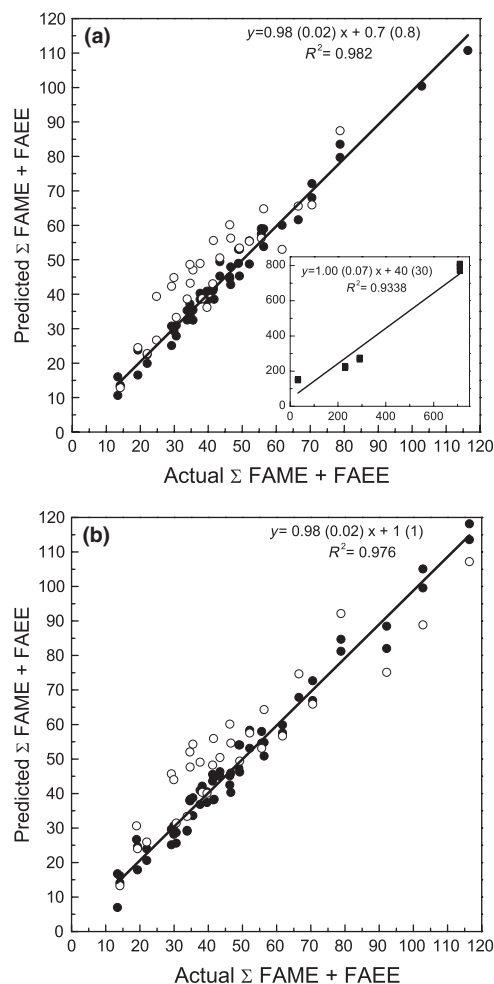 (a)
y=0.98 (0.02) x + 0.7 (0.8)
R²= 0.982
120
110
100
90
80
70
60
50
40
30
20
10
0
Predicted Σ FAME + FAEE
800
600
400
200
0
y=1.00 (0.07) x + 40 (30)
R²= 0.9338
0 200 400 600
0 10 20 30 40 50 60 70 80 90 100 110 120
Actual Σ FAME + FAEE
(b)
y= 0.98 (0.02) x + 1 (1)
R²= 0.976
120
110
100
90
80
70
60
50
40
30
20
10
0
Predicted Σ FAME + FAEE
0 10 20 30 40 50 60 70 80 90 100 110 120
Actual Σ FAME + FAEE